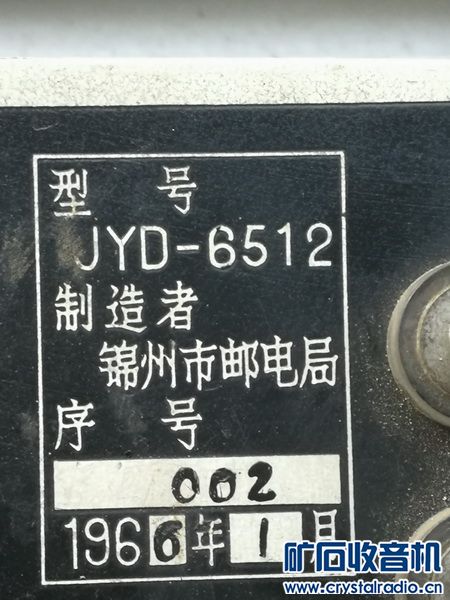 型 号
JYD-6512
制造者
锦州市邮电局
序 号
002
1966年1月
矿石收音机
www.crystalradio.cn